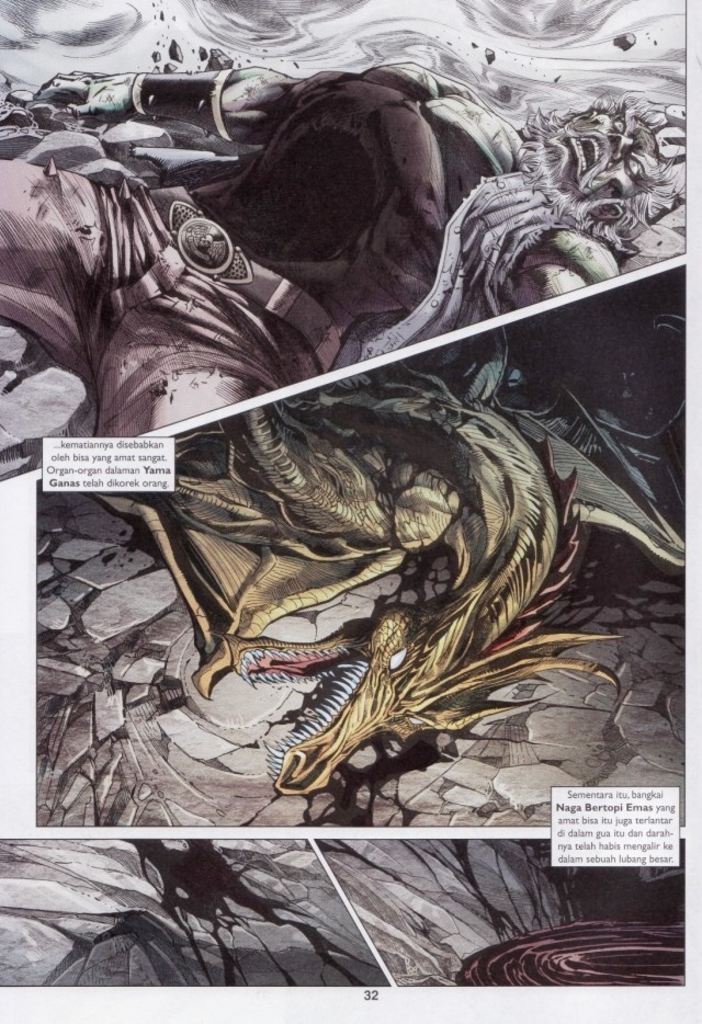 ...kematiannya disebabkan
oleh bisa yang amat sangat.
Organ-organ dalaman Yama
Ganas telah dikorek orang.
Sementara itu, bangkai
Naga Bertopi Emas yang
amat bisa itu juga terlantar
di dalam gua itu dan darah-
nya telah habis mengalir ke
dalam sebuah lubang besar.
32